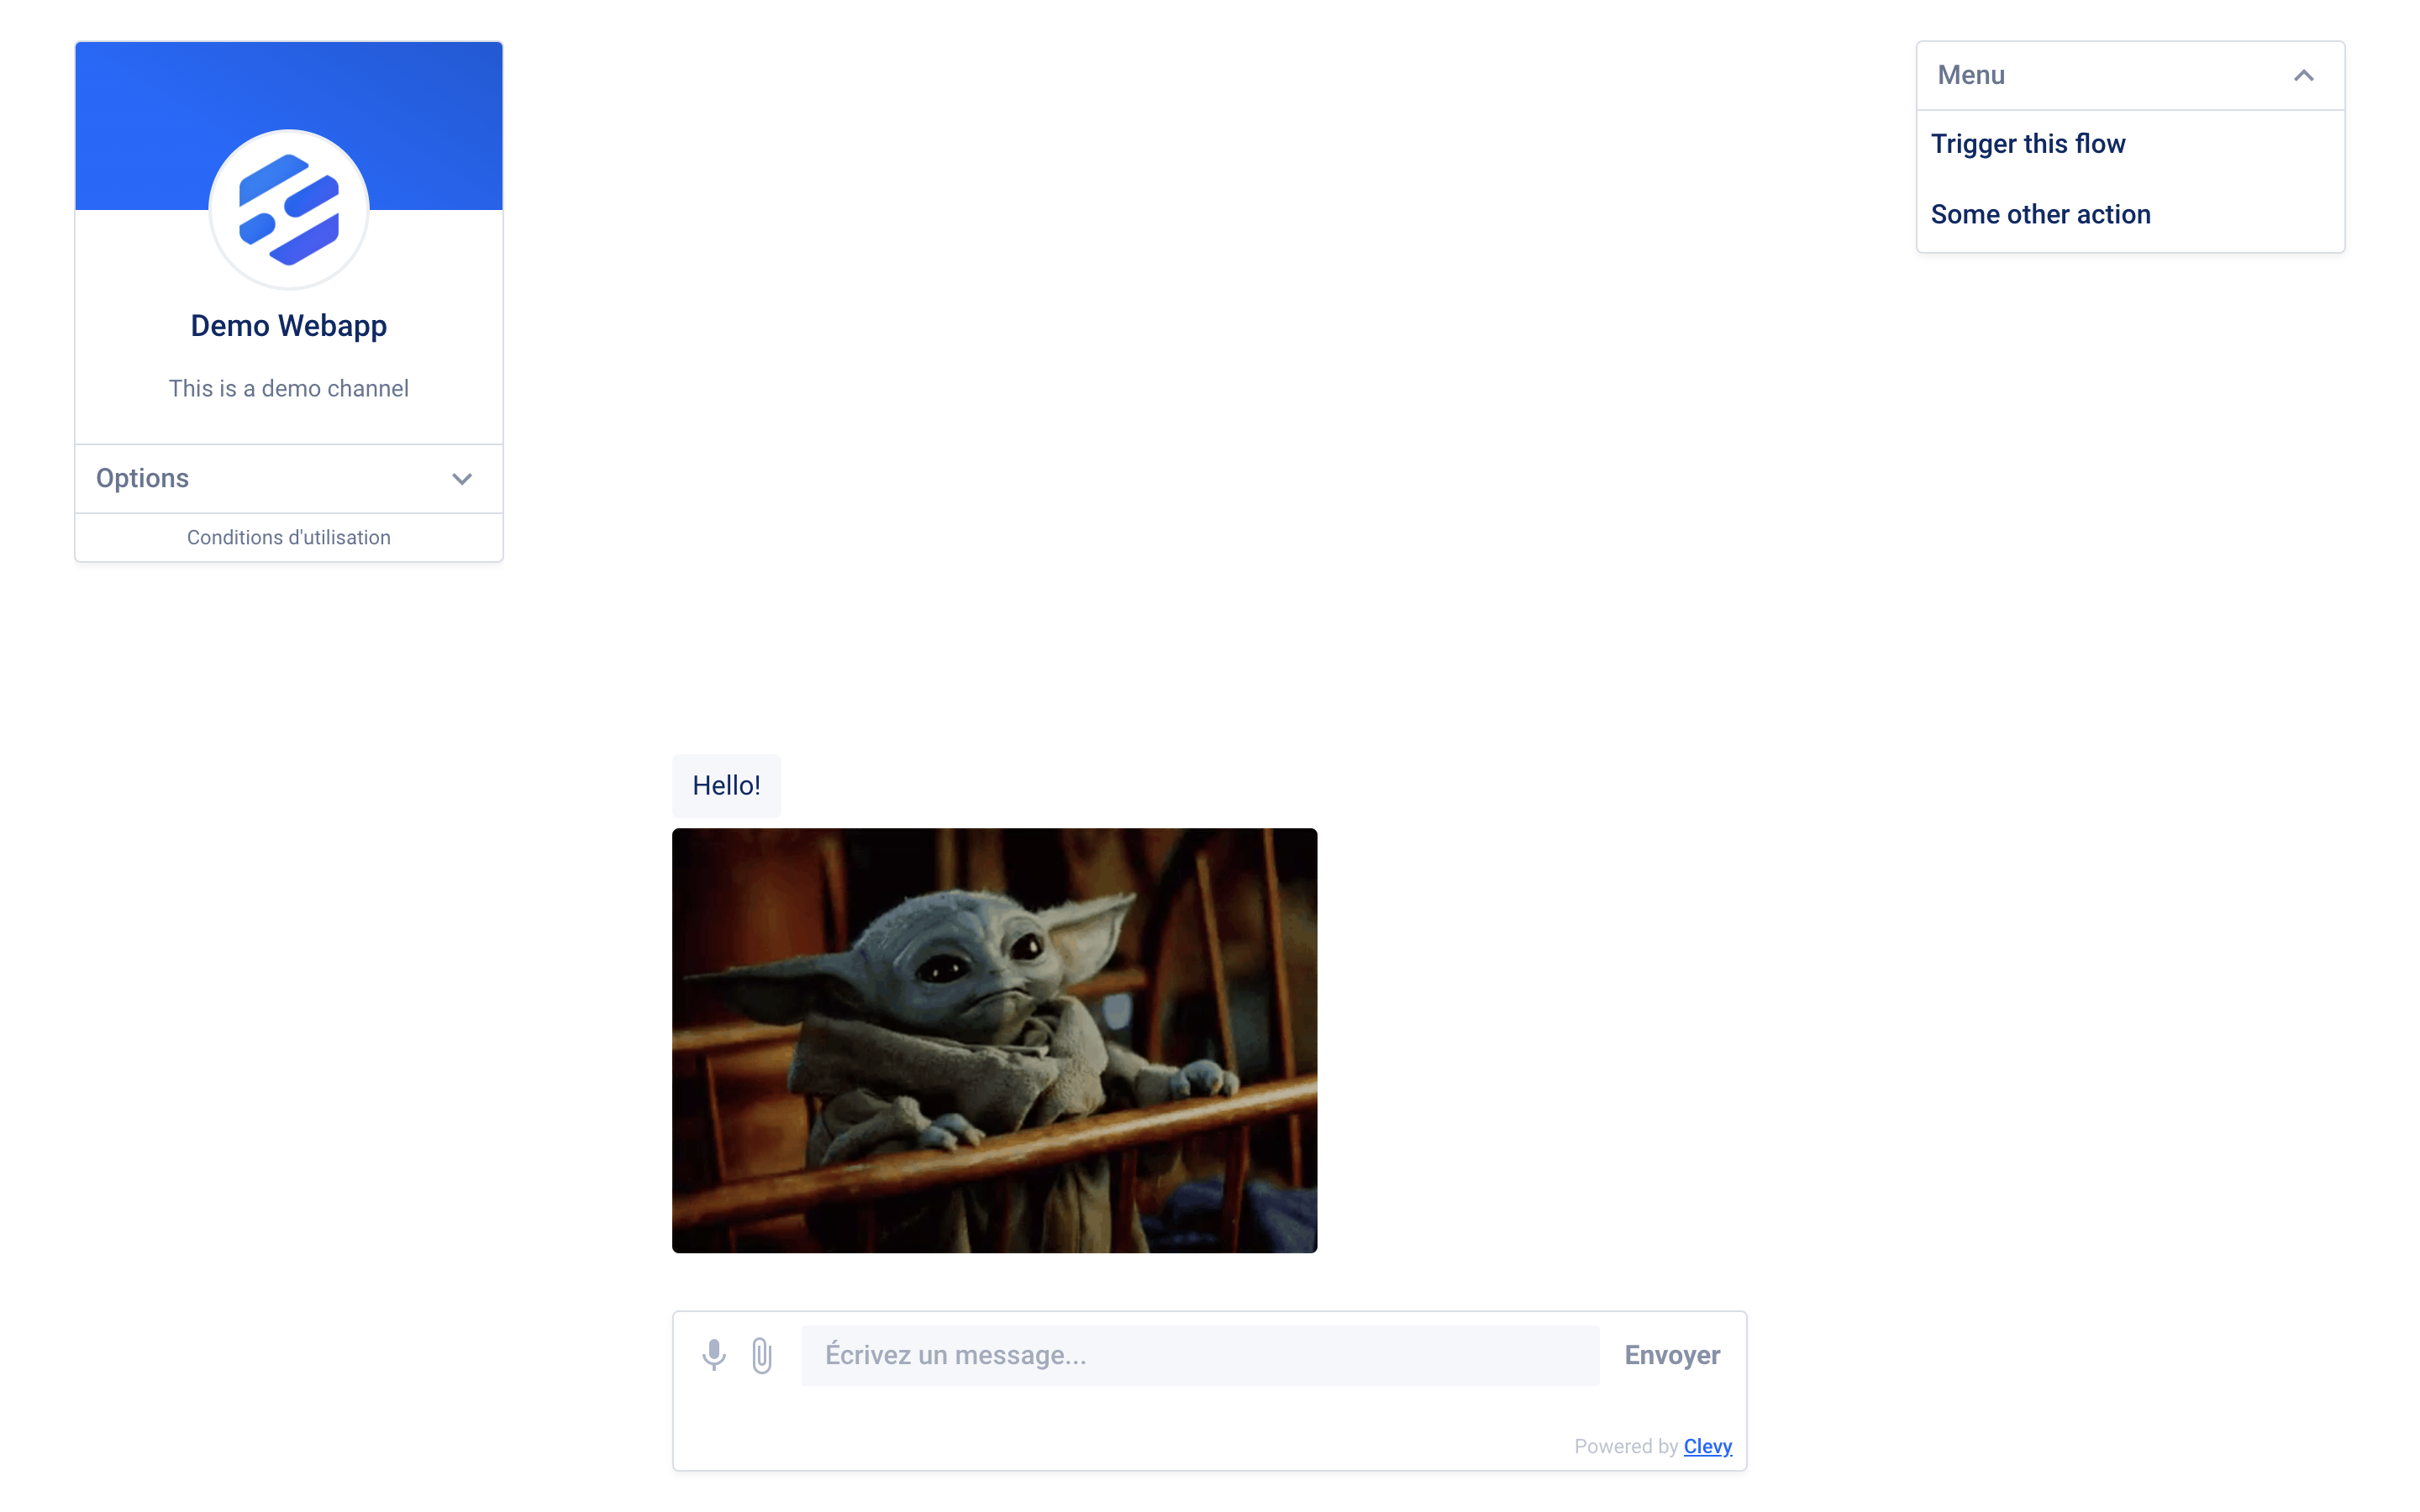 Demo Webapp
This is a demo channel
Options
Conditions d'utilisation
Menu
Trigger this flow
Some other action
Hello!
Écrivez un message...
Envoyer
Powered by Clevy